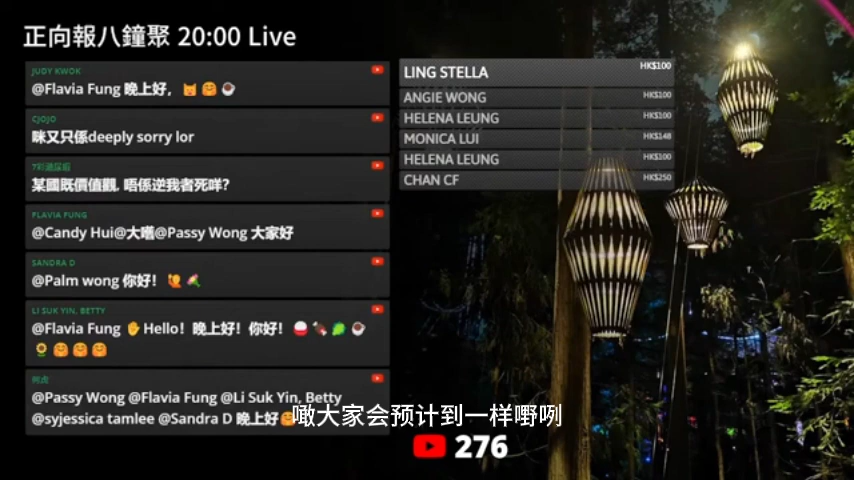 正向報八鐘聚 20:00 Live
JUDY KWOK
@Flavia Fung 晚上好，
CJOJO
咪又只係deeply sorry lor
某國既價值觀, 唔係逆我者死咩?
FLAVIA FUNG
@Candy Hui@大嚿@Passy Wong 大家好
SANDRA D
@Palm wong 你好!
LI SUK YIN, BETTY
@Flavia Fung Hello! 晚上好! 你好!
@Passy Wong @Flavia Fung @Li Suk Yin, Betty
@syjessica tamlee @Sandra D 晚上好
LING STELLA HK$100
ANGIE WONG HK$100
HELENA LEUNG HK$100
MONICA LUI HK$148
HELENA LEUNG HK$100
CHAN CF HK$250
噉大家会预计到一样嘢咧
276